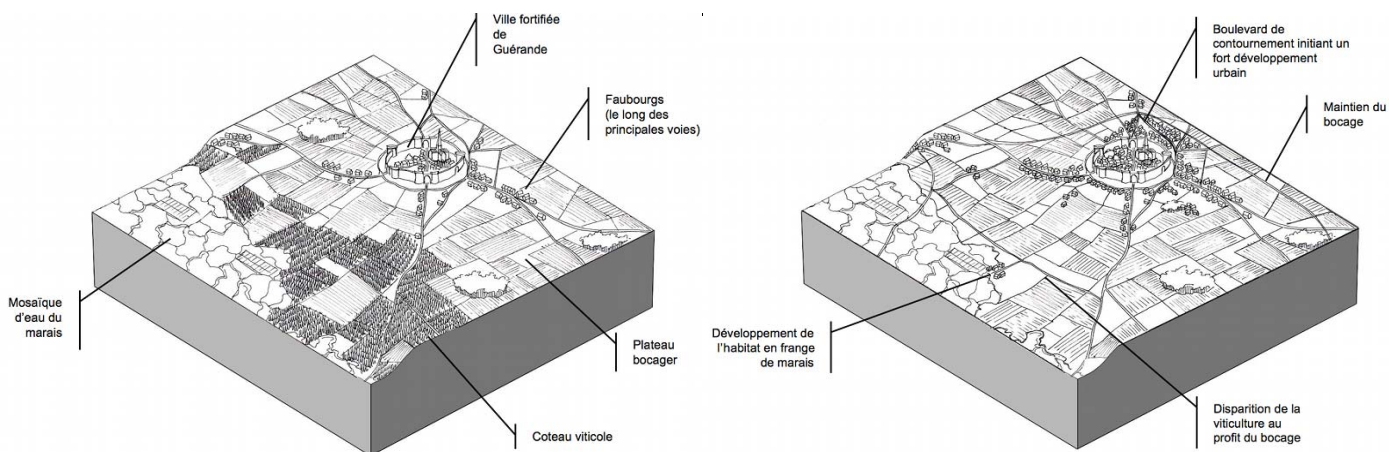 Ville fortifiée
de
Guérande
Faubourgs
(le long des
principales voies)
Mosaïque
d'eau du
marais
Plateau
bocager
Coteau viticole
Boulevard de
contournement initiant un
fort développement
urbain
Maintien du
bocage
Développement de
l'habitat en frange
de marais
Disparition de la
viticulture au
profit du bocage